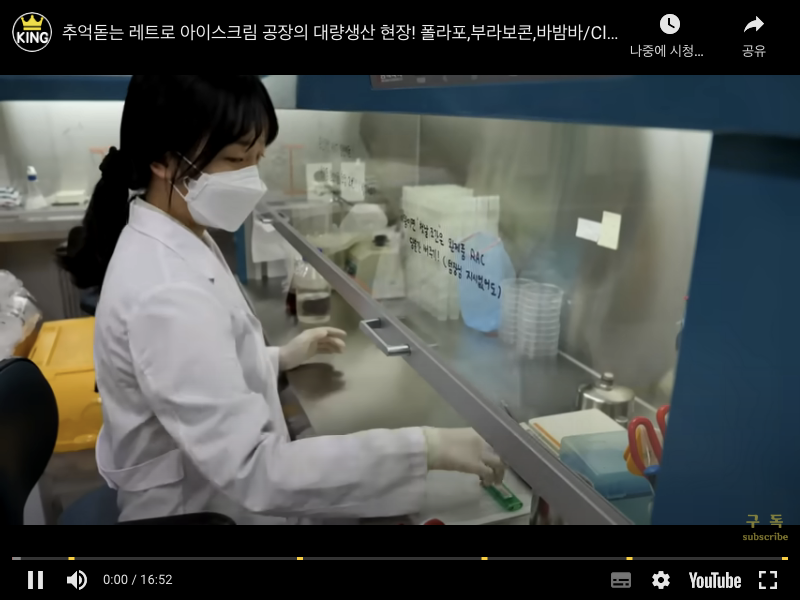 KING
추억돋는 레트로 아이스크림 공장의 대량생산 현장! 폴라포,부라보콘,바밤바/Cl...
나중에 시청...
공유
구 독
subscribe
0:00 / 16:52
YouTube